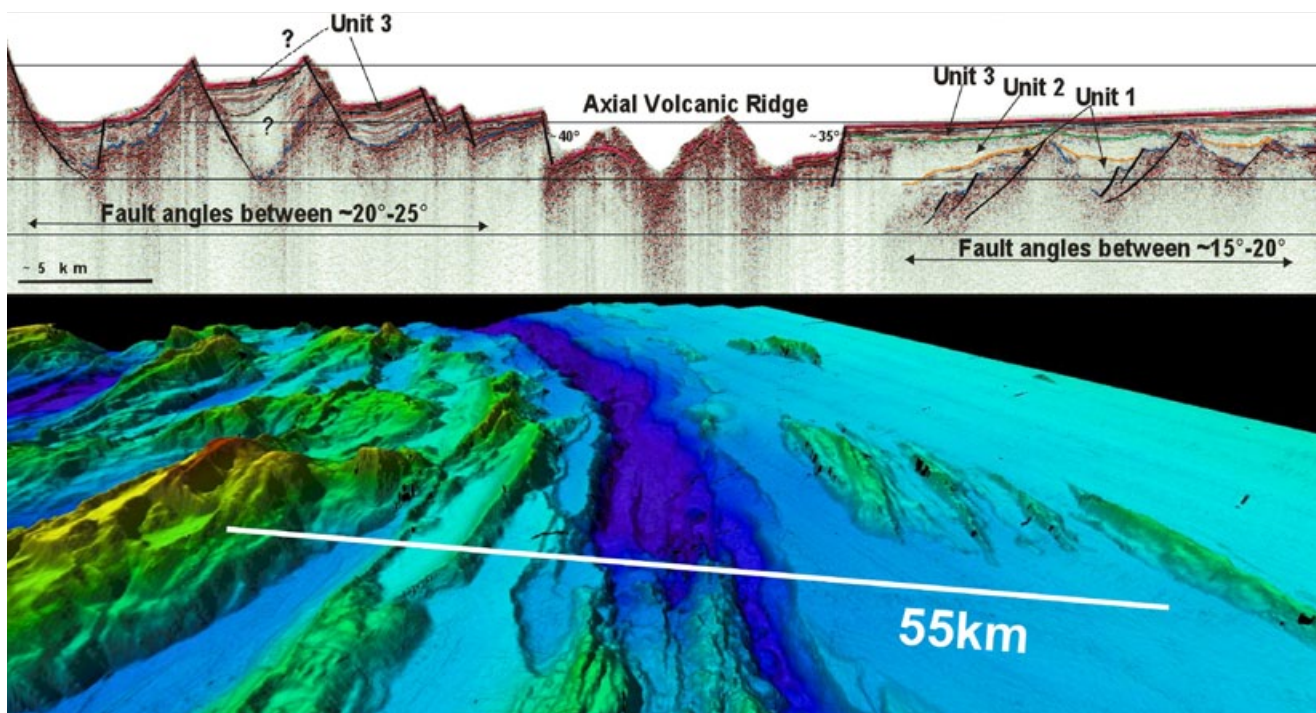 Unit 3
?
Unit 3
Unit 2
Unit 1
Axial Volcanic Ridge
~40°
~35°
?
Fault angles between ~20°-25°
Fault angles between ~15°-20°
~ 5 km
55km